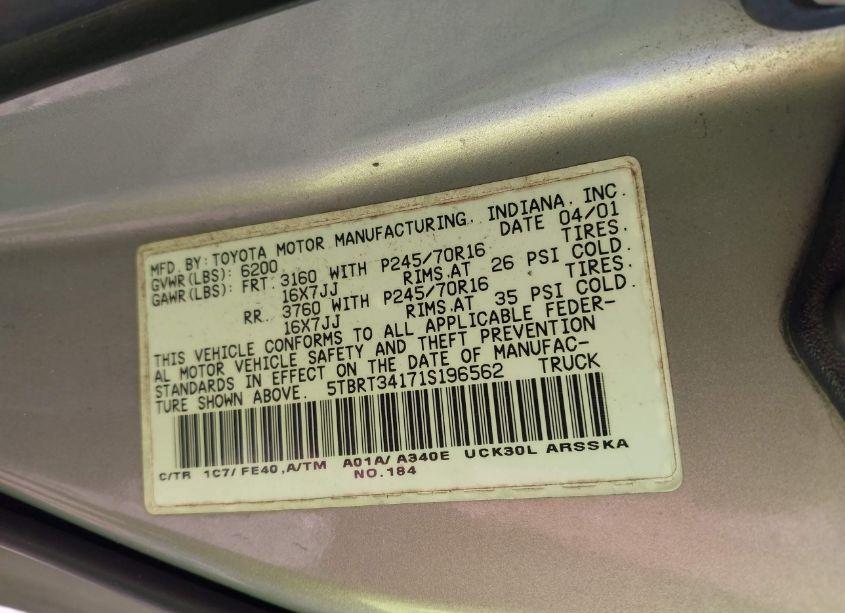 MFD. BY: TOYOTA MOTOR MANUFACTURING, INDIANA, INC.
GVWR(LBS): 6200 DATE 04/01
GAWR(LBS): FRT. 3160 WITH P245/70R16 TIRES.
16X7JJ RIMS.AT 26 PSI COLD
RR. 3760 WITH P245/70R16 TIRES.
16X7JJ RIMS.AT 35 PSI COLD.
THIS VEHICLE CONFORMS TO ALL APPLICABLE FEDER-
AL MOTOR VEHICLE SAFETY AND THEFT PREVENTION
STANDARDS IN EFFECT ON THE DATE OF MANUFAC-
TURE SHOWN ABOVE. 5TBRT34171S196562 TRUCK
C/TR 1C7/FE40,A/TM A01A/A340E UCK30L ARSSKA
NO.184